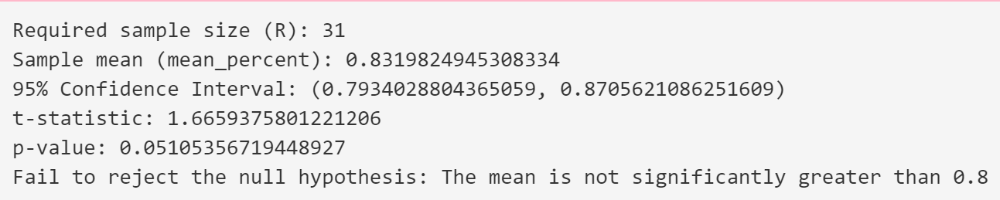 Required sample size (R): 31
Sample mean (mean_percent): 0.8319824945308334
95% Confidence Interval: (0.7934028804365059, 0.8705621086251609)
t-statistic: 1.6659375801221206
p-value: 0.05105356719448927
Fail to reject the null hypothesis: The mean is not significantly greater than 0.8